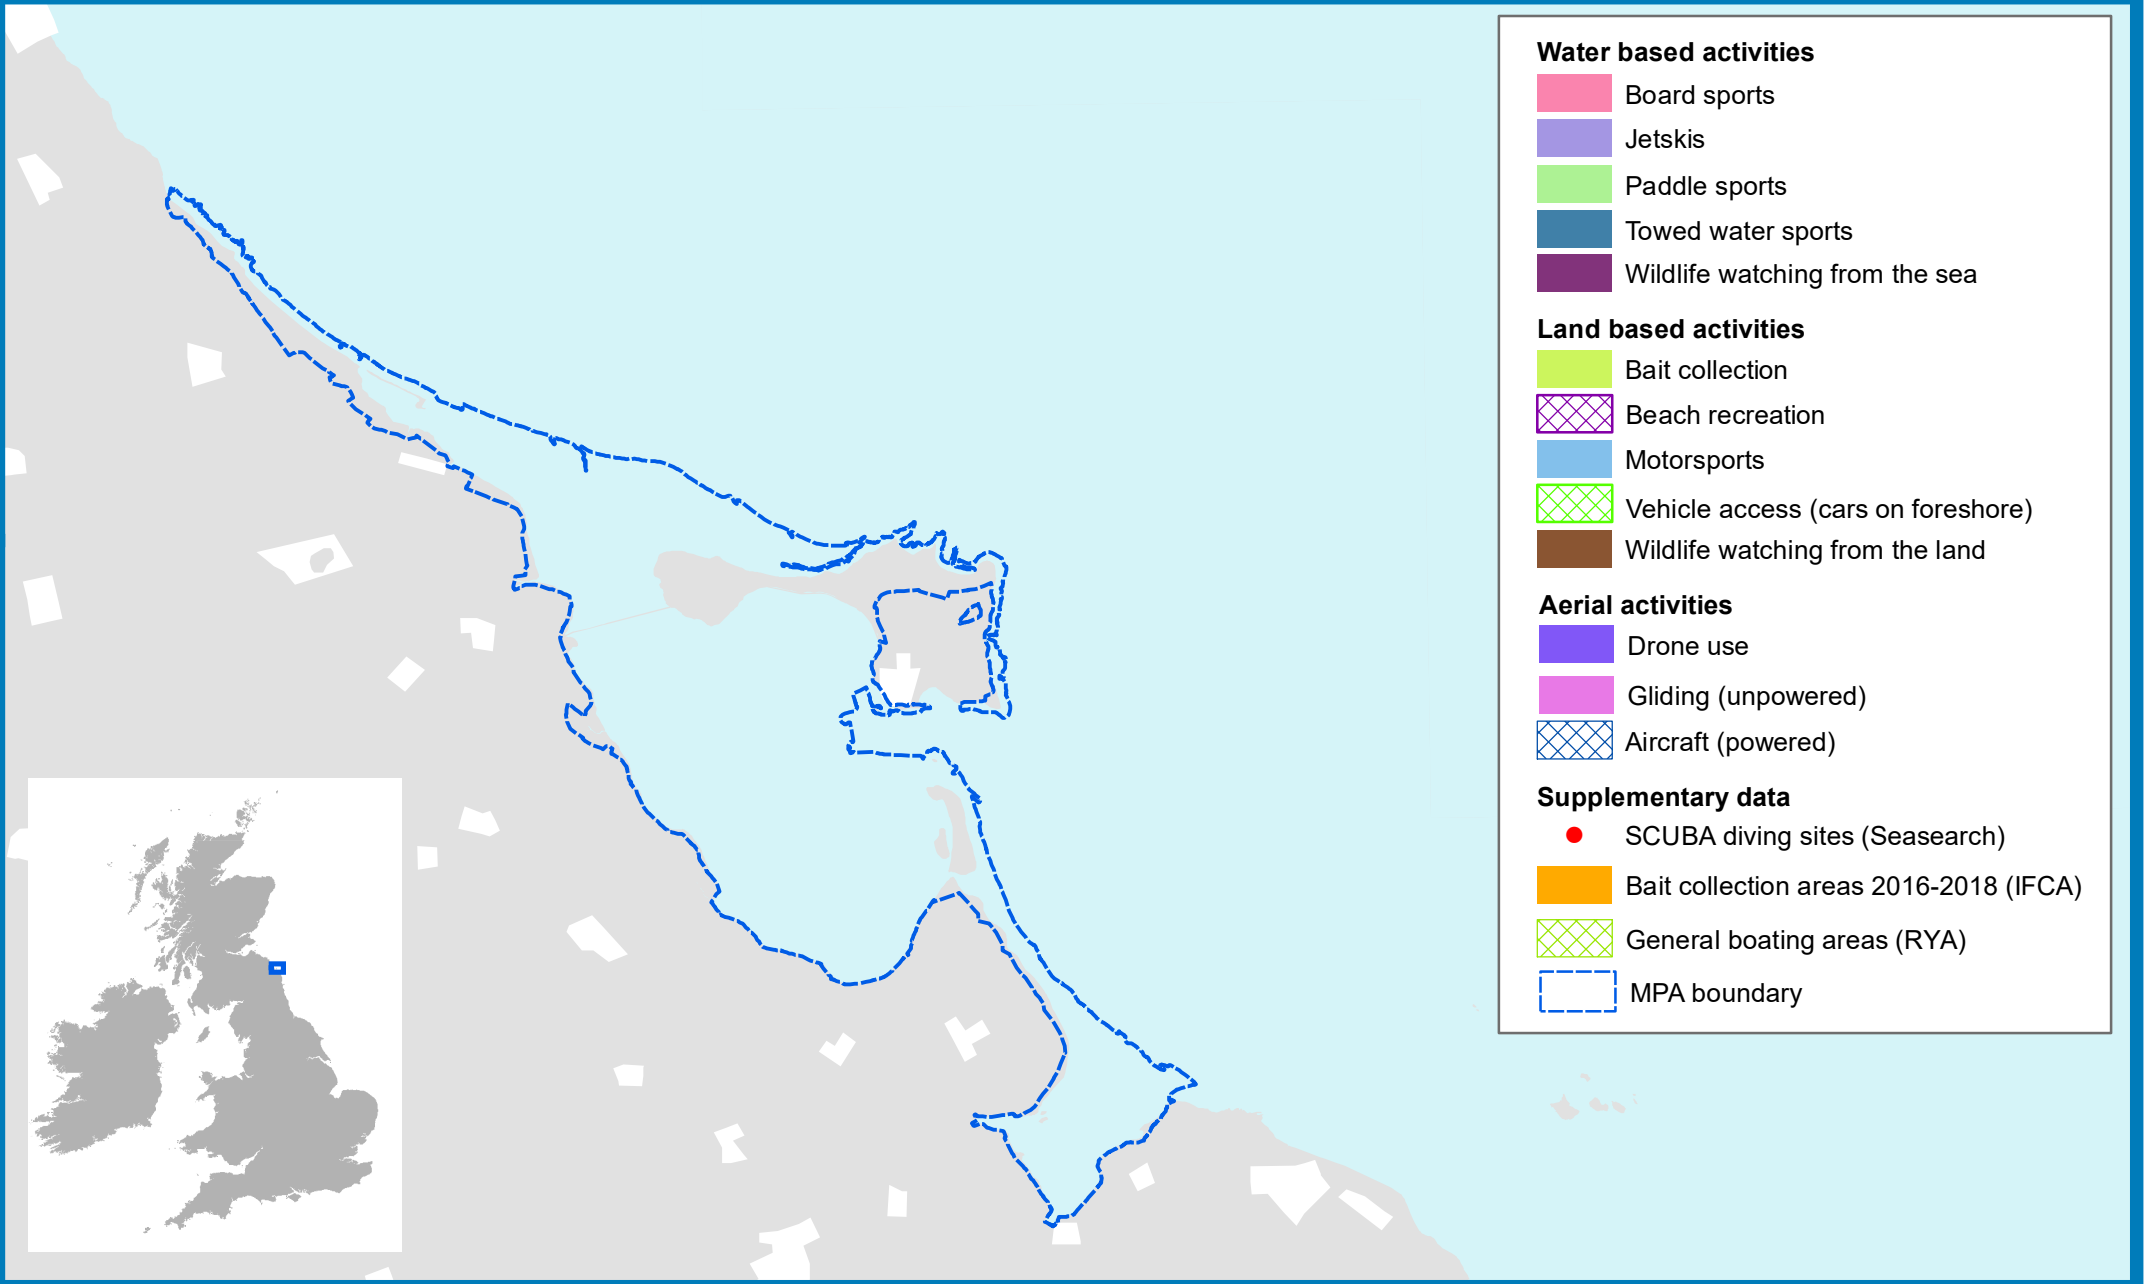 Water based activities
Board sports
Jetskis
Paddle sports
Towed water sports
Wildlife watching from the sea
Land based activities
Bait collection
Beach recreation
Motorsports
Vehicle access (cars on foreshore)
Wildlife watching from the land
Aerial activities
Drone use
Gliding (unpowered)
Aircraft (powered)
Supplementary data
SCUBA diving sites (Seasearch)
Bait collection areas 2016-2018 (IFCA)
General boating areas (RYA)
MPA boundary